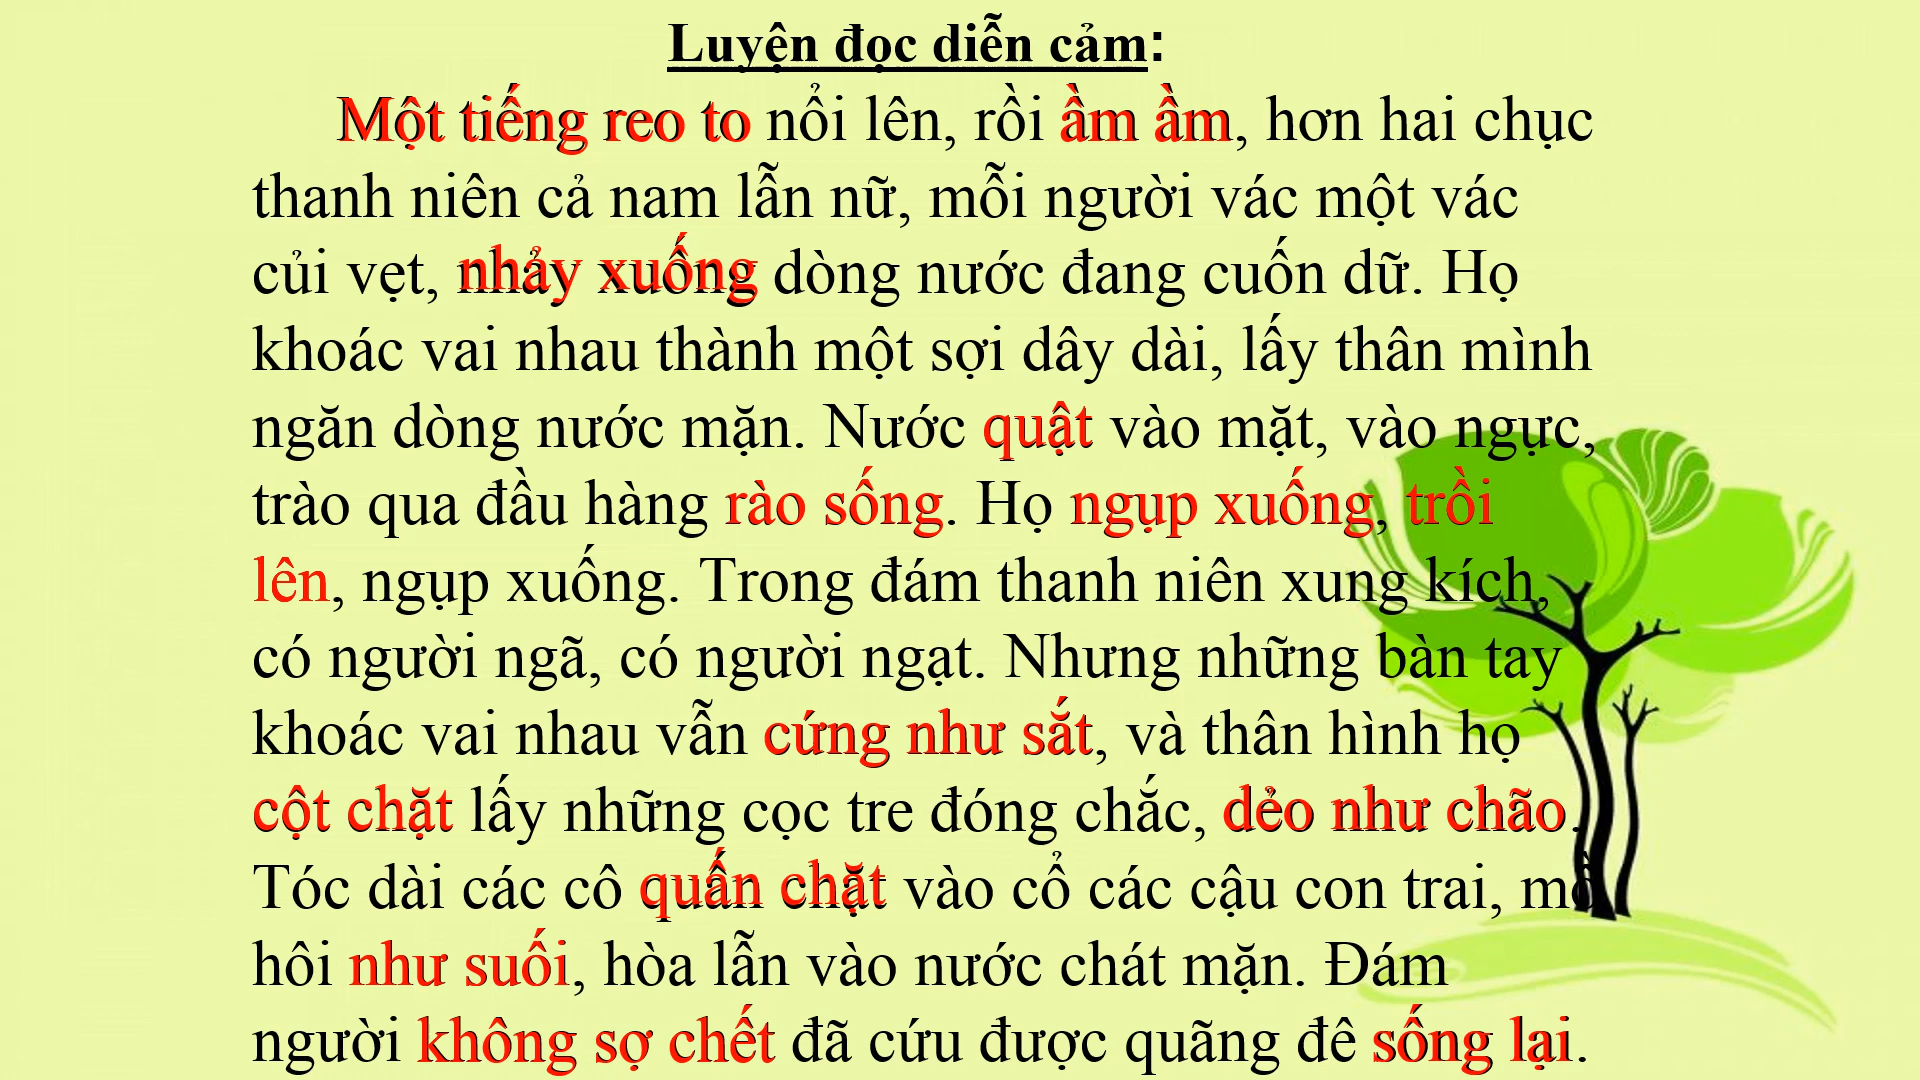 Luyện đọc diễn cảm:
Một tiếng reo to nổi lên, rồi ầm ầm, hơn hai chục
thanh niên cả nam lẫn nữ, mỗi người vác một vác
củi vẹt, nhảy xuống dòng nước đang cuốn dữ. Họ
khoác vai nhau thành một sợi dây dài, lấy thân mình
ngăn dòng nước mặn. Nước quật vào mặt, vào ngực,
trào qua đầu hàng rào sống. Họ ngụp xuống, trồi
lên, ngụp xuống. Trong đám thanh niên xung kích,
có người ngã, có người ngạt. Nhưng những bàn tay
khoác vai nhau vẫn cứng như sắt, và thân hình họ
cột chặt lấy những cọc tre đóng chắc, dẻo như chão.
Tóc dài các cô quấn chặt vào cổ các cậu con trai, mồ
hôi như suối, hòa lẫn vào nước chát mặn. Đám
người không sợ chết đã cứu được quãng đê sống lại.